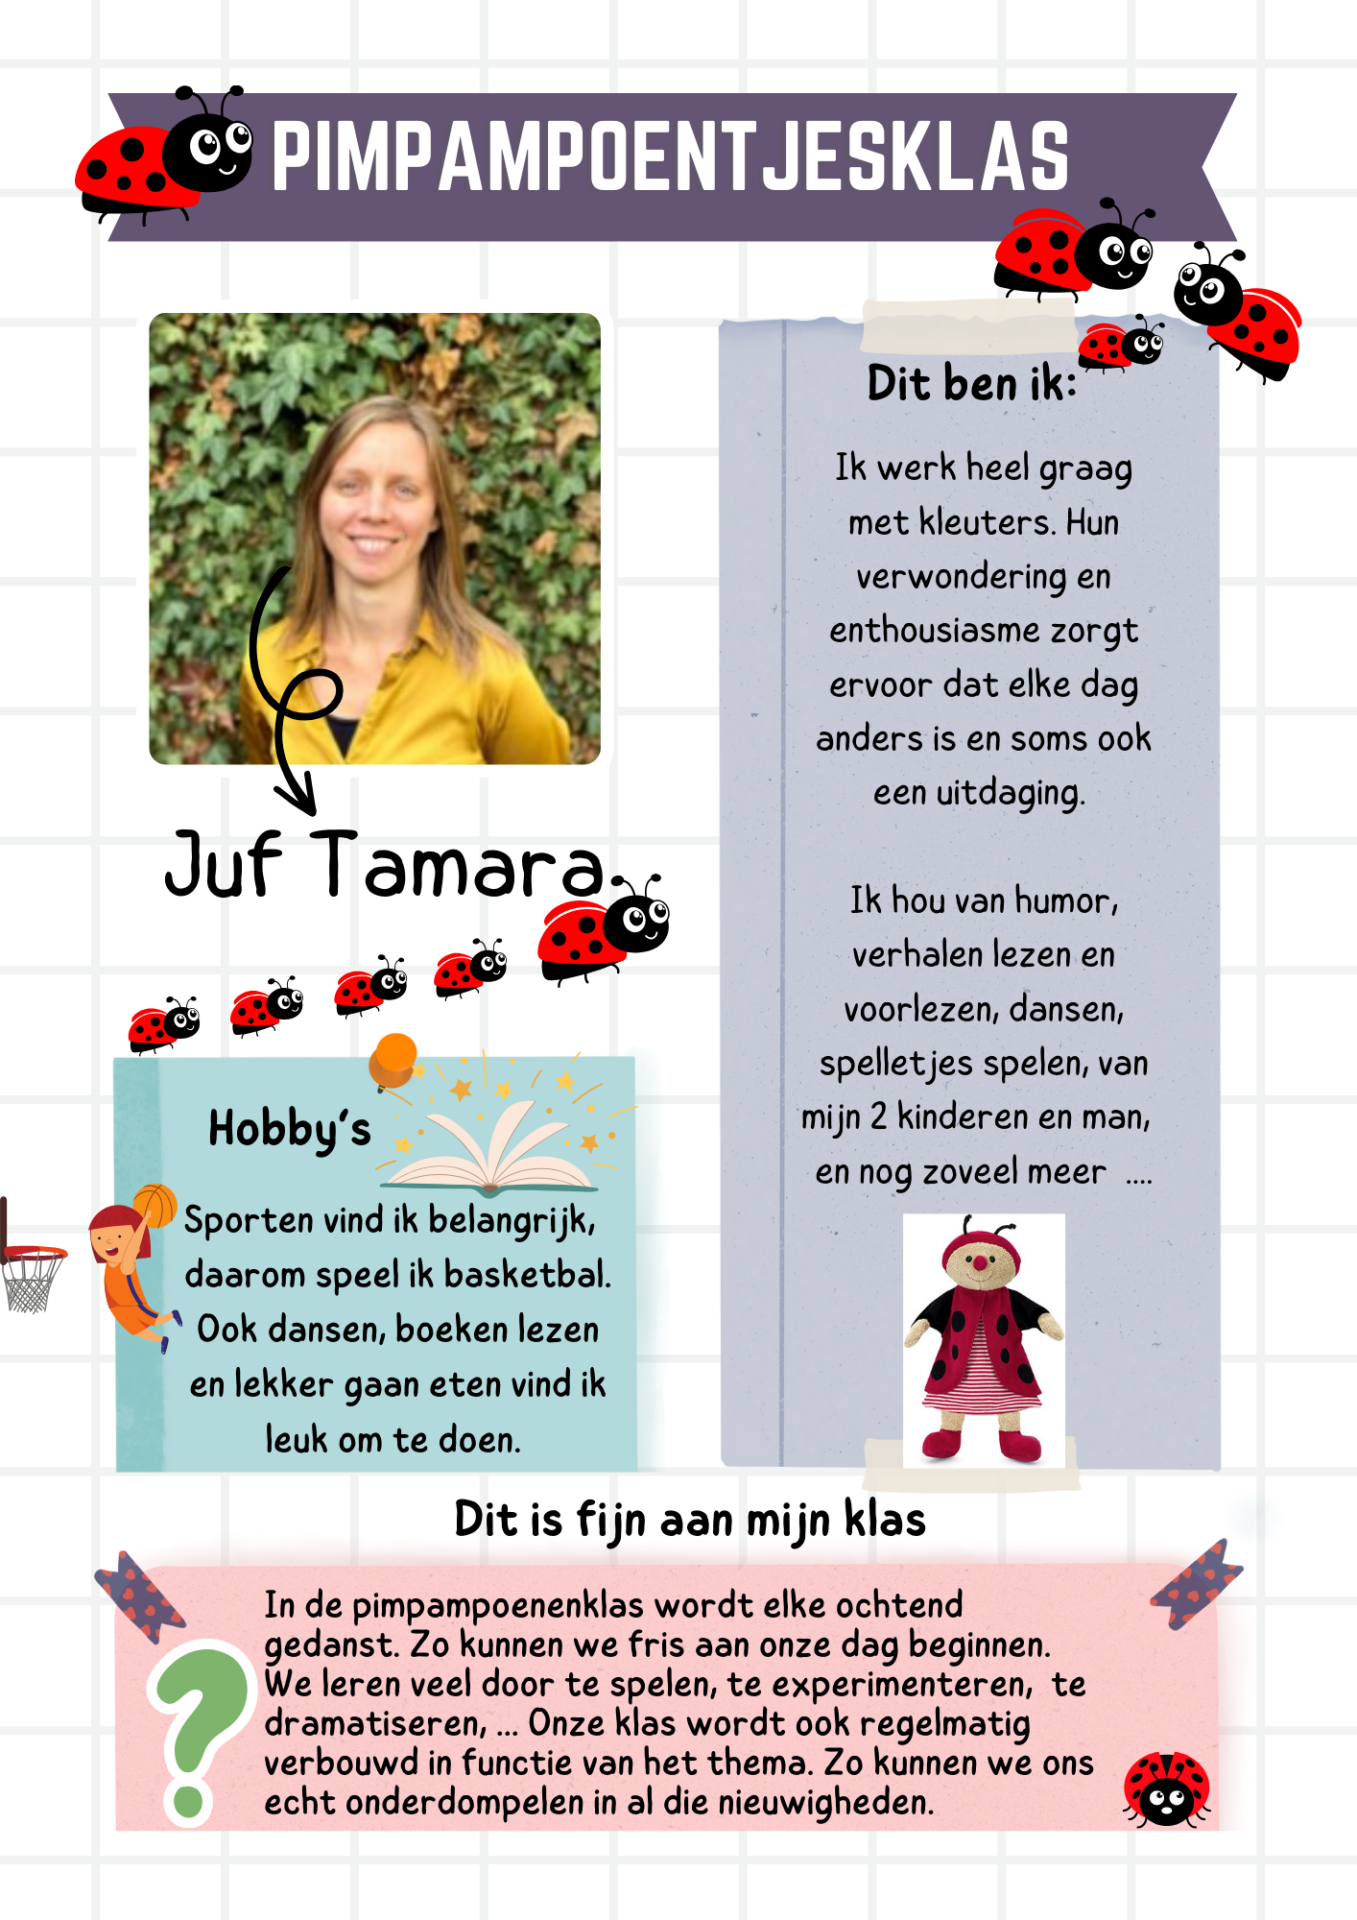 PIMPAMPOENTJESKLAS
Juf Tamara
Dit ben ik:
Ik werk heel graag
met kleuters. Hun
verwondering en
enthousiasme zorgt
ervoor dat elke dag
anders is en soms ook
een uitdaging.
Ik hou van humor,
verhalen lezen en
voorlezen, dansen,
spelletjes spelen, van
mijn 2 kinderen en man,
en nog zoveel meer ....
Hobby's
Sporten vind ik belangrijk,
daarom speel ik basketbal.
Ook dansen, boeken lezen
en lekker gaan eten vind ik
leuk om te doen.
Dit is fijn aan mijn klas
?
In de pimpampoenenklas wordt elke ochtend
gedanst. Zo kunnen we fris aan onze dag beginnen.
We leren veel door te spelen, te experimenteren, te
dramatiseren, ... Onze klas wordt ook regelmatig
verbouwd in functie van het thema. Zo kunnen we ons
echt onderdompelen in al die nieuwigheden.